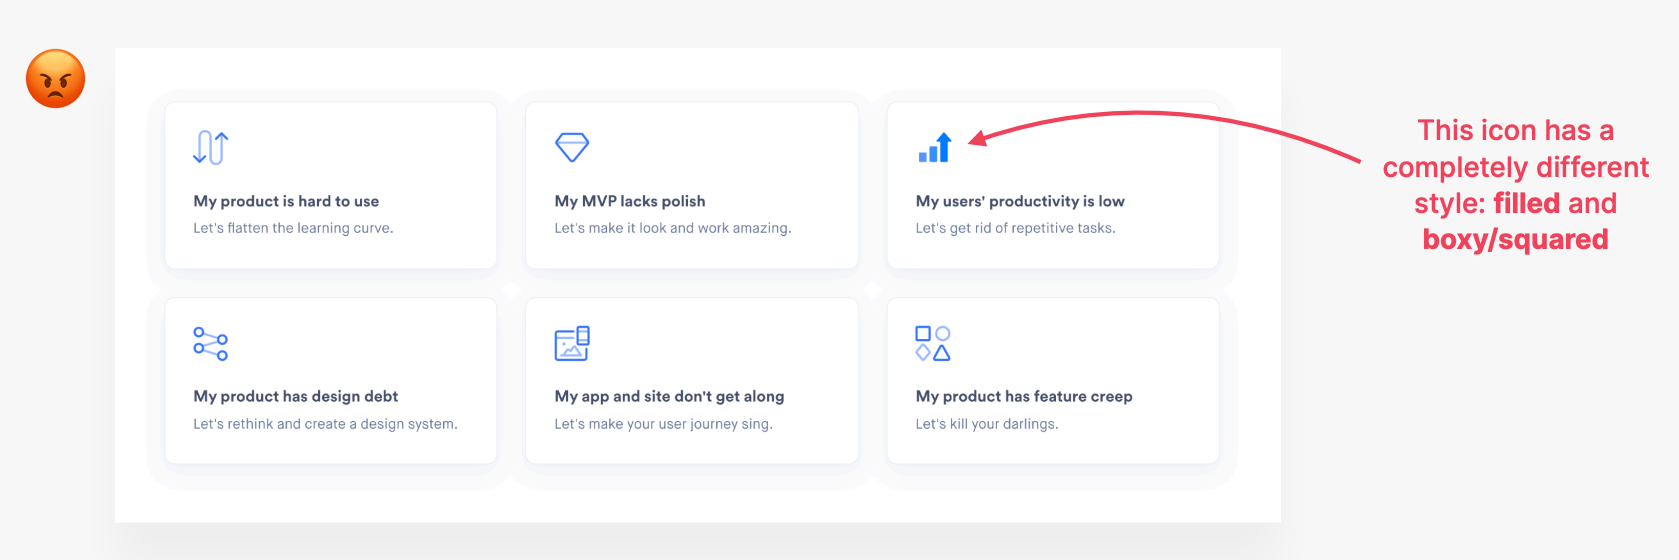 My product is hard to use
Let's flatten the learning curve.
My MVP lacks polish
Let's make it look and work amazing.
My users' productivity is low
Let's get rid of repetitive tasks.
My product has design debt
Let's rethink and create a design system.
My app and site don't get along
Let's make your user journey sing.
My product has feature creep
Let's kill your darlings.
This icon has a
completely different
style: filled and
boxy/squared